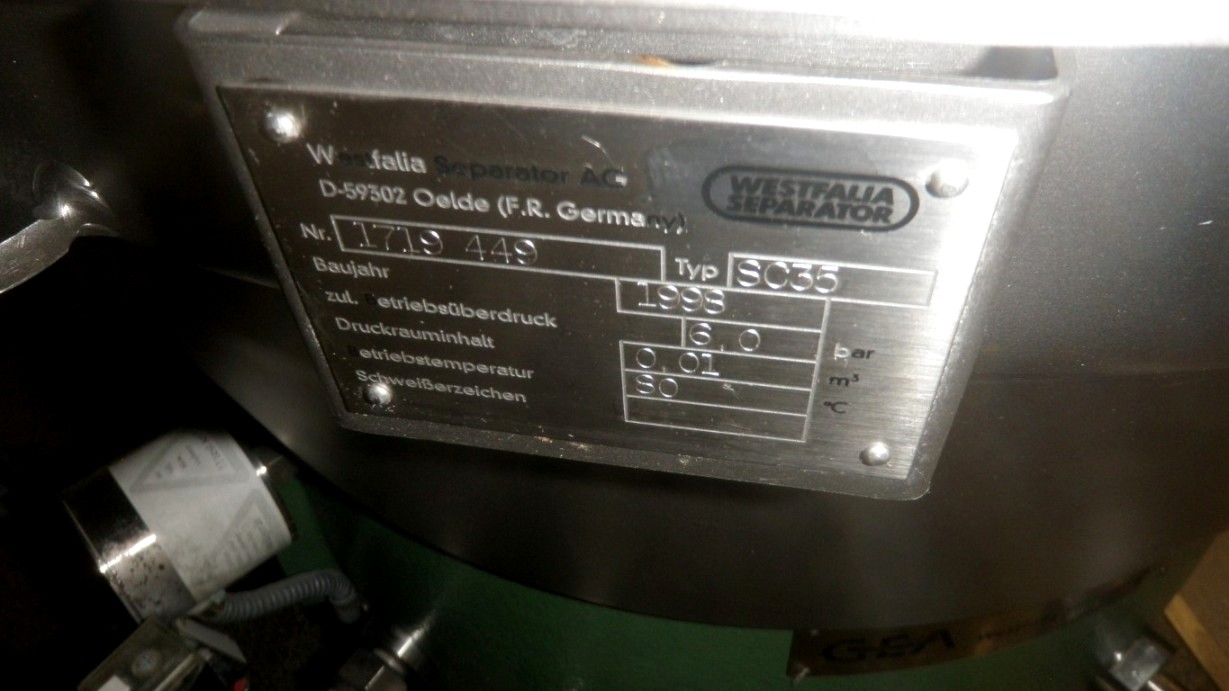 Westfalia Separator AG
D-59302 Oelde (F.R. Germany)
WESTFALIA
SEPARATOR
Nr. 1719 449 Typ SC35
Baujahr 1998
zul. Betriebsüberdruck 6,0 bar
Druckrauminhalt 0,01 m³
Betriebstemperatur 80 °C
Schweißerzeichen
GEA